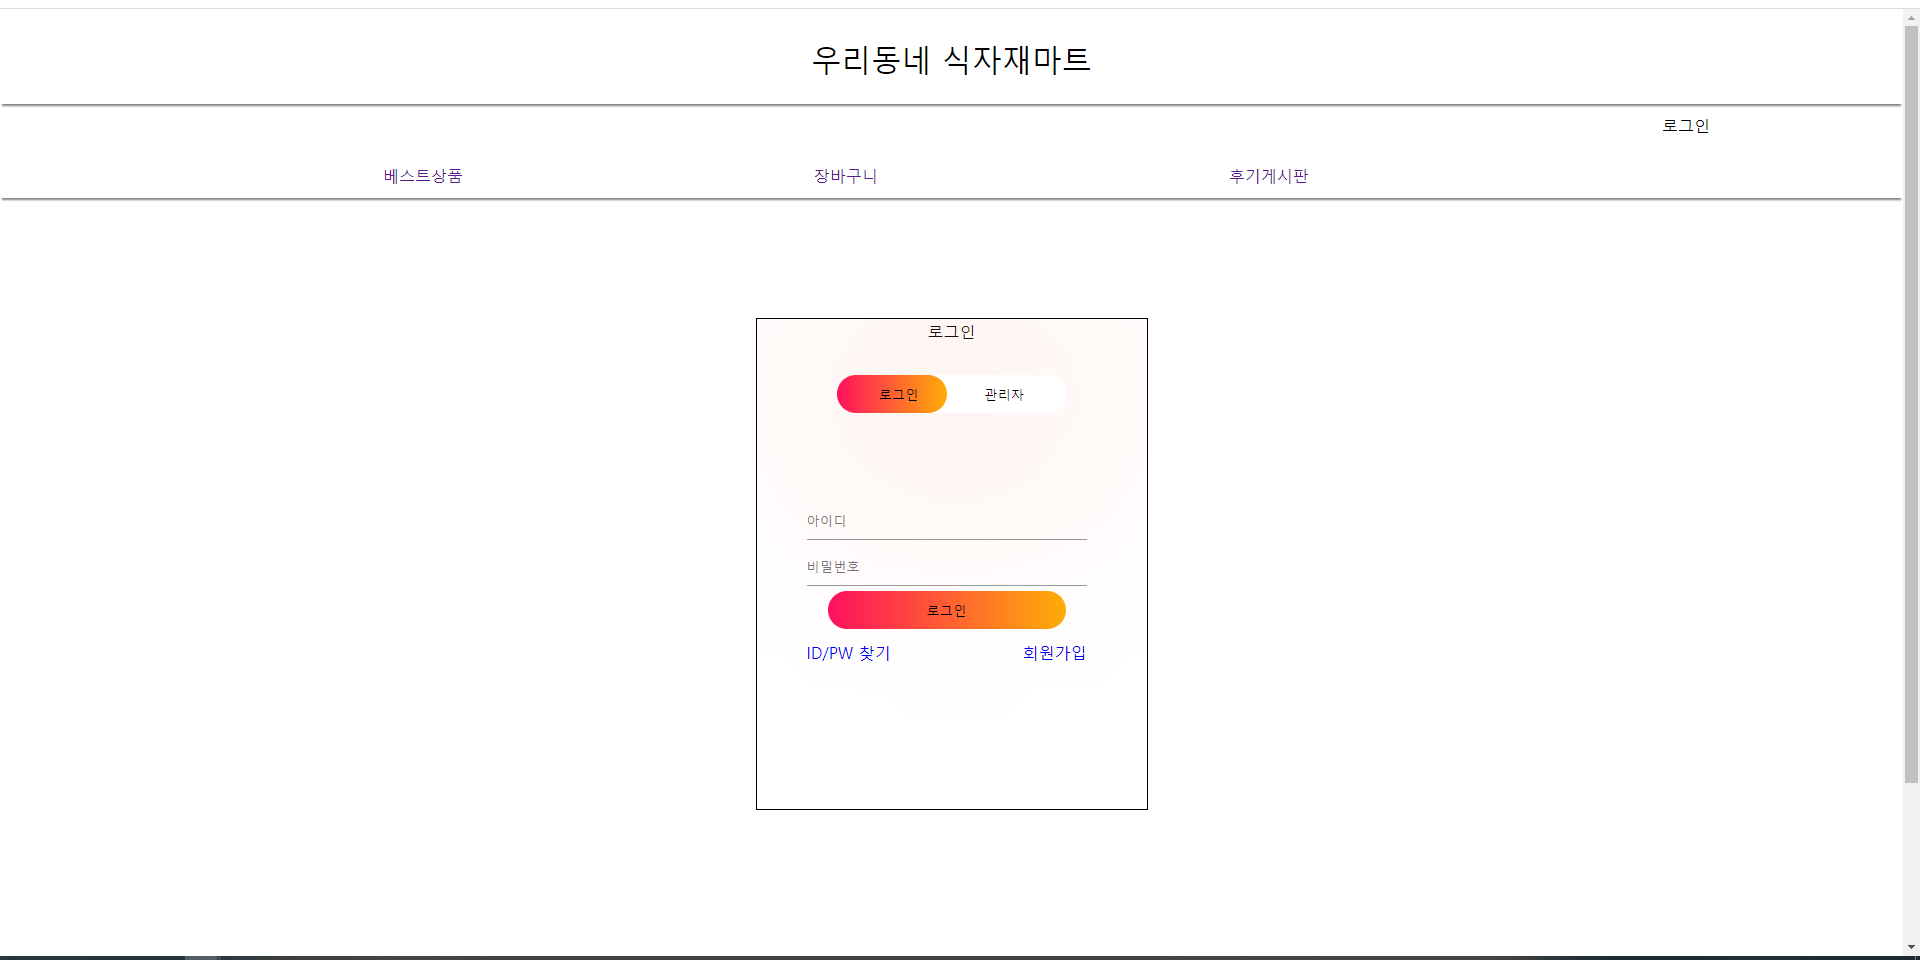 우리동네 식자재마트
로그인
베스트상품 장바구니 후기게시판
로그인
로그인 관리자
아이디
비밀번호
로그인
ID/PW 찾기 회원가입